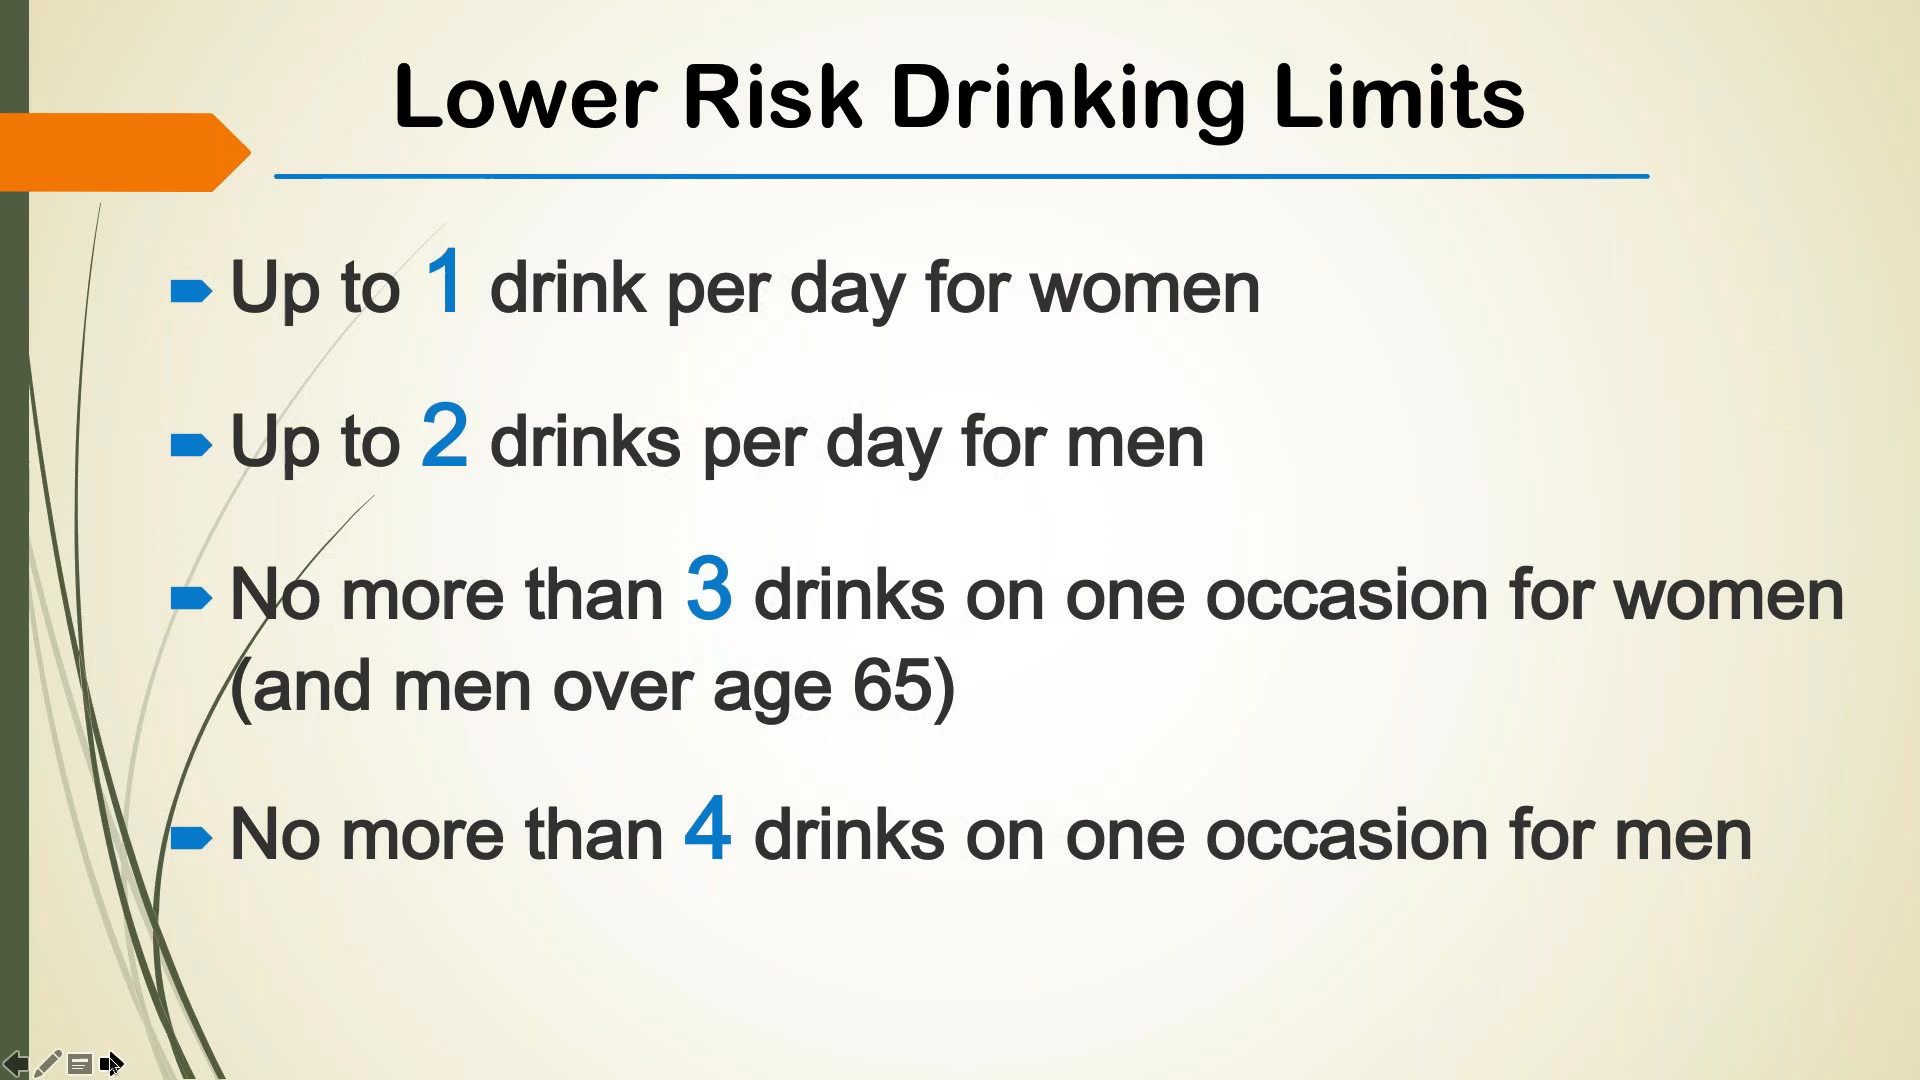 Lower Risk Drinking Limits
Up to 1 drink per day for women
Up to 2 drinks per day for men
No more than 3 drinks on one occasion for women
(and men over age 65)
No more than 4 drinks on one occasion for men